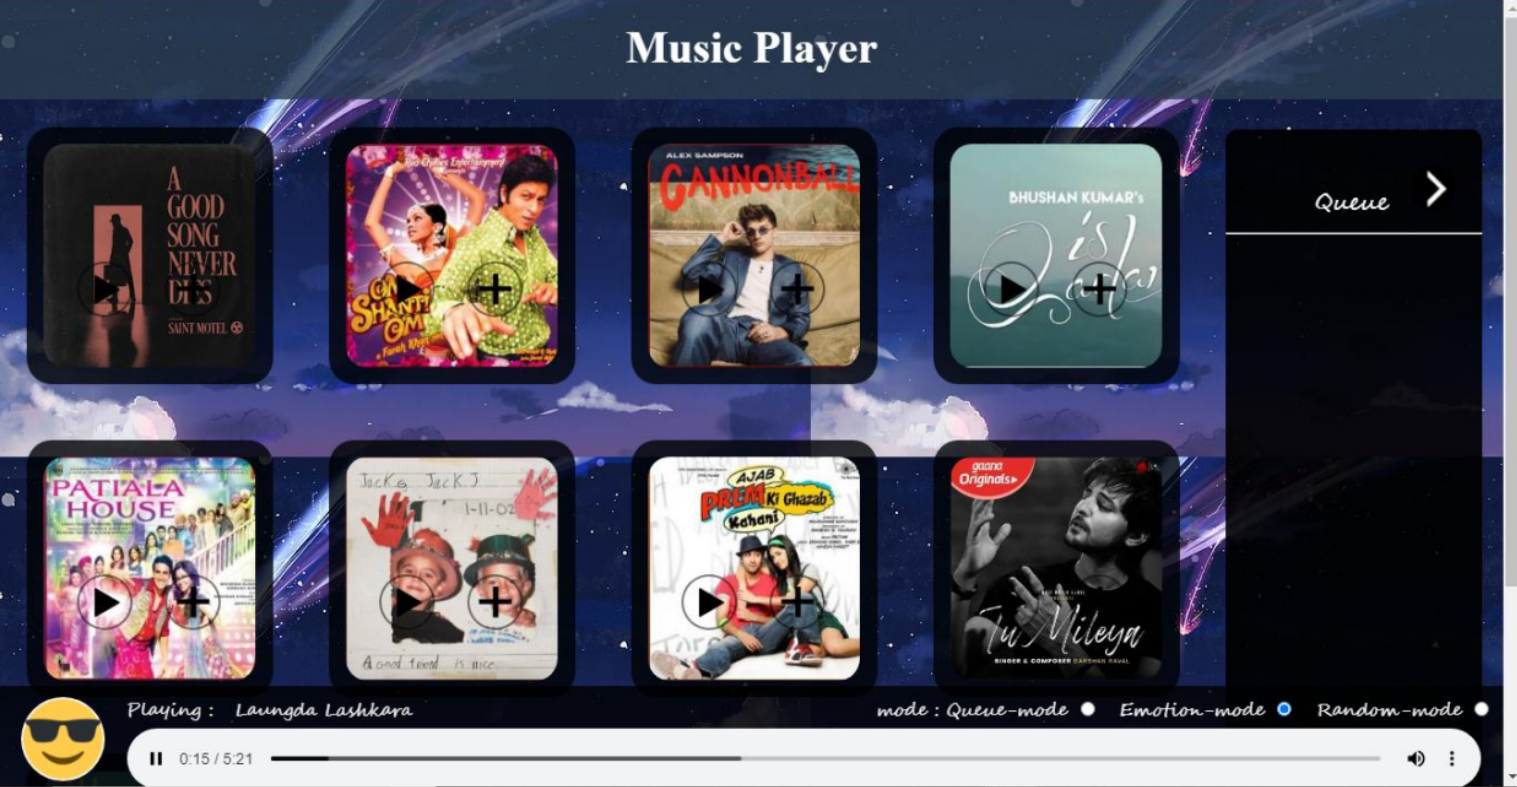 Music Player
A
GOOD
SONG
NEVER
SAINT MOTEL
Red Chillies Entertainment
OM
SHANTI
OM
a Farah Khan
ALEX SAMPSON
CANNONBALL
BHUSHAN KUMAR's
is
Queue
PATIALA
HOUSE
Jack & Jack
1-11-02
A good friend is nice
AJAB
PREM Ki Ghazab
Kahani
gaana
Originals
Tu Mileya
SINGER & COMPOSER DARSHAN RAVAL
Playing : Laungda Lashkara
mode : Queue-mode Emotion-mode Random-mode
0:15 / 5:21